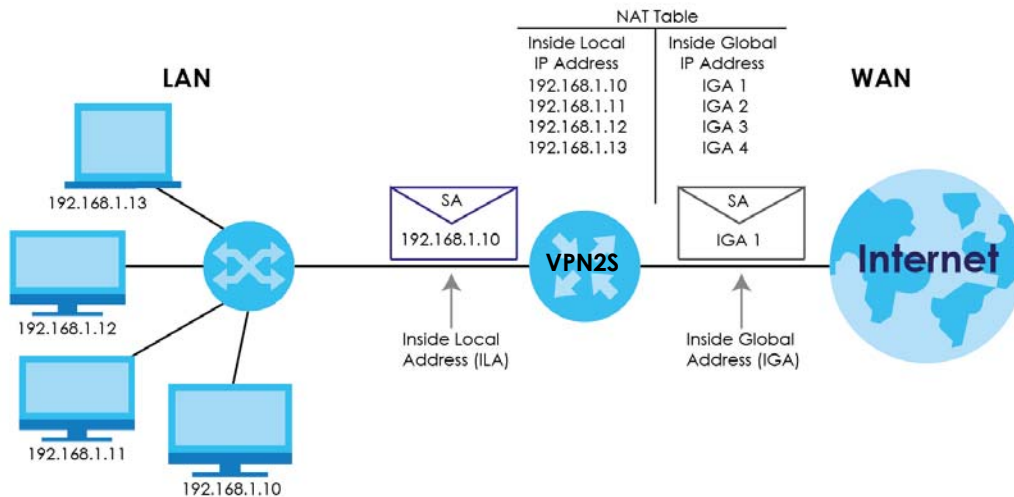 NAT Table
Inside Local
IP Address
192.168.1.10
192.168.1.11
192.168.1.12
192.168.1.13
Inside Global
IP Address
IGA 1
IGA 2
IGA 3
IGA 4
LAN
WAN
192.168.1.13
192.168.1.12
192.168.1.11
192.168.1.10
SA
192.168.1.10
VPN2S
SA
IGA 1
Internet
Inside Local
Address (ILA)
Inside Global
Address (IGA)